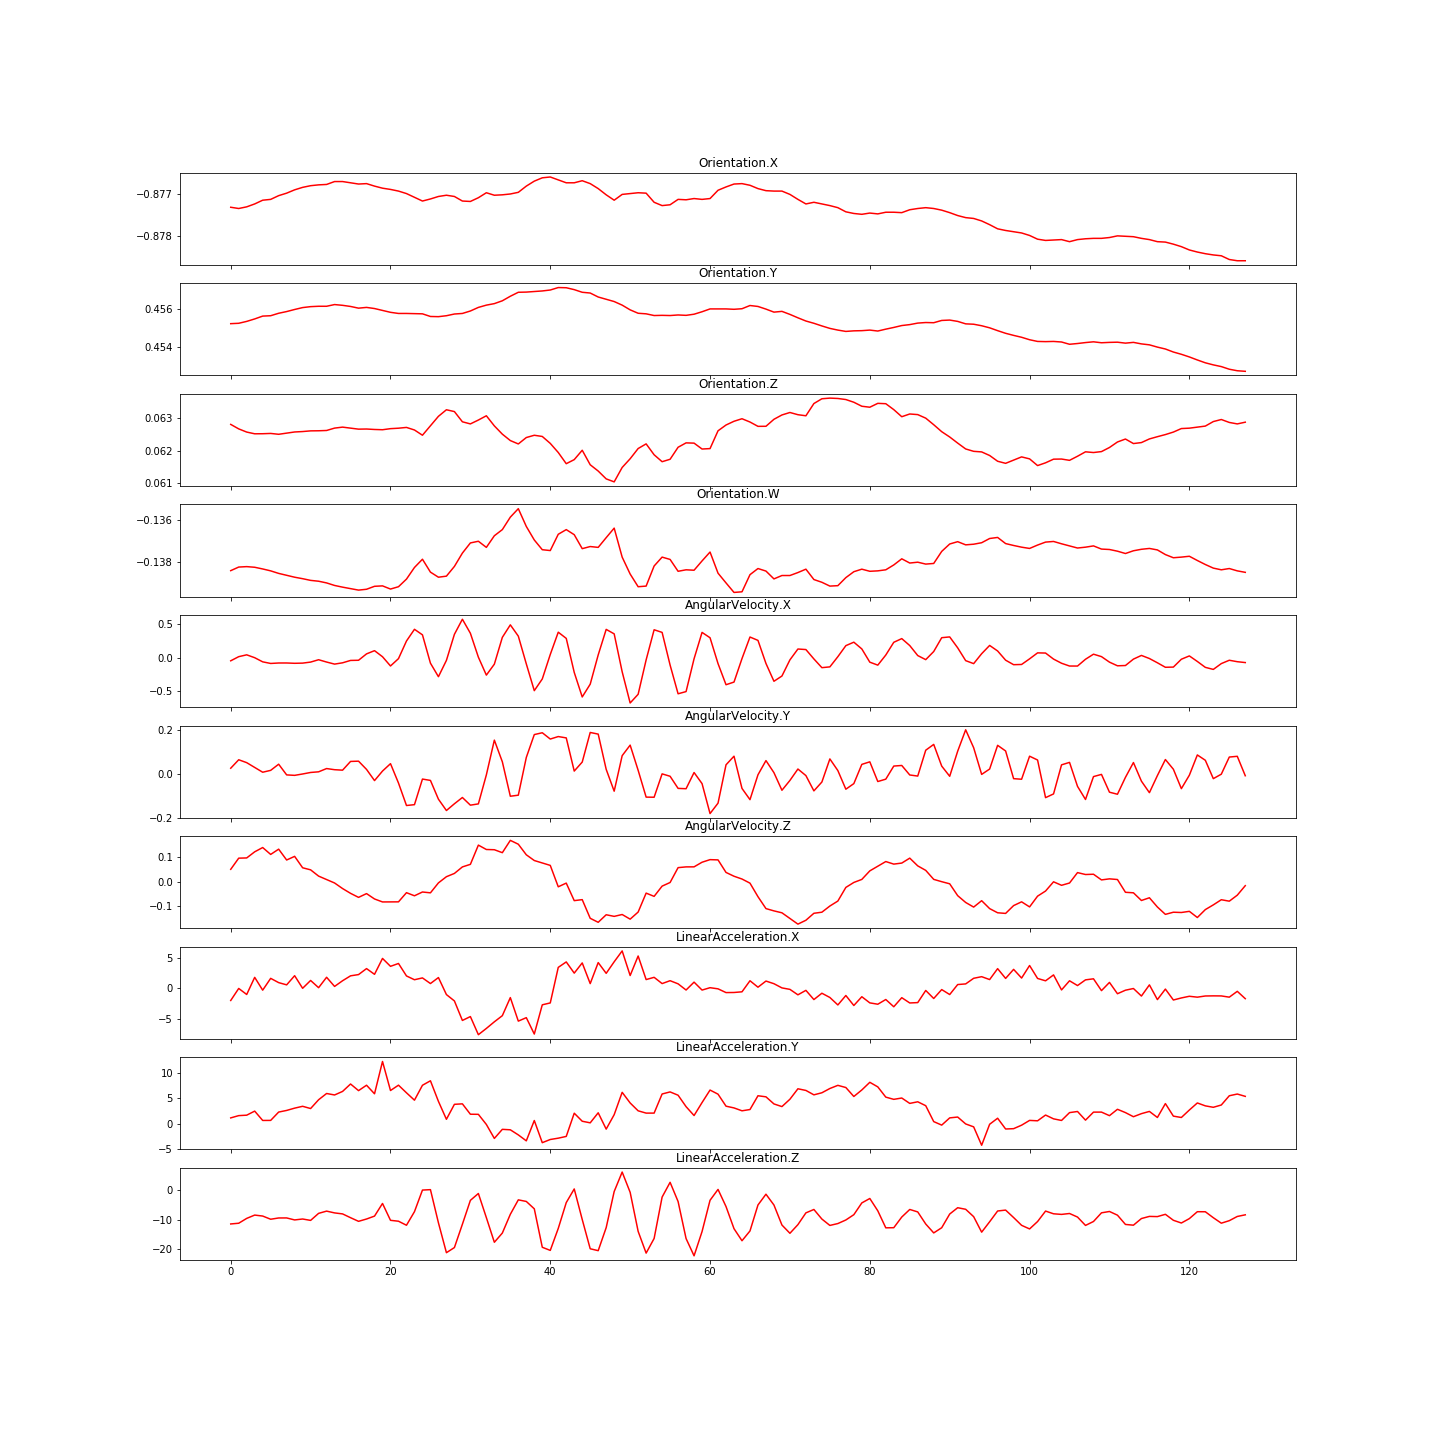 Orientation.X
−0.877
−0.878
Orientation.Y
0.456
0.454
Orientation.Z
0.063
0.062
0.061
Orientation.W
−0.136
−0.138
AngularVelocity.X
0.5
0.0
−0.5
AngularVelocity.Y
0.2
0.0
−0.2
AngularVelocity.Z
0.1
0.0
−0.1
LinearAcceleration.X
5
0
−5
LinearAcceleration.Y
10
5
0
−5
LinearAcceleration.Z
0
−10
−20
0 20 40 60 80 100 120